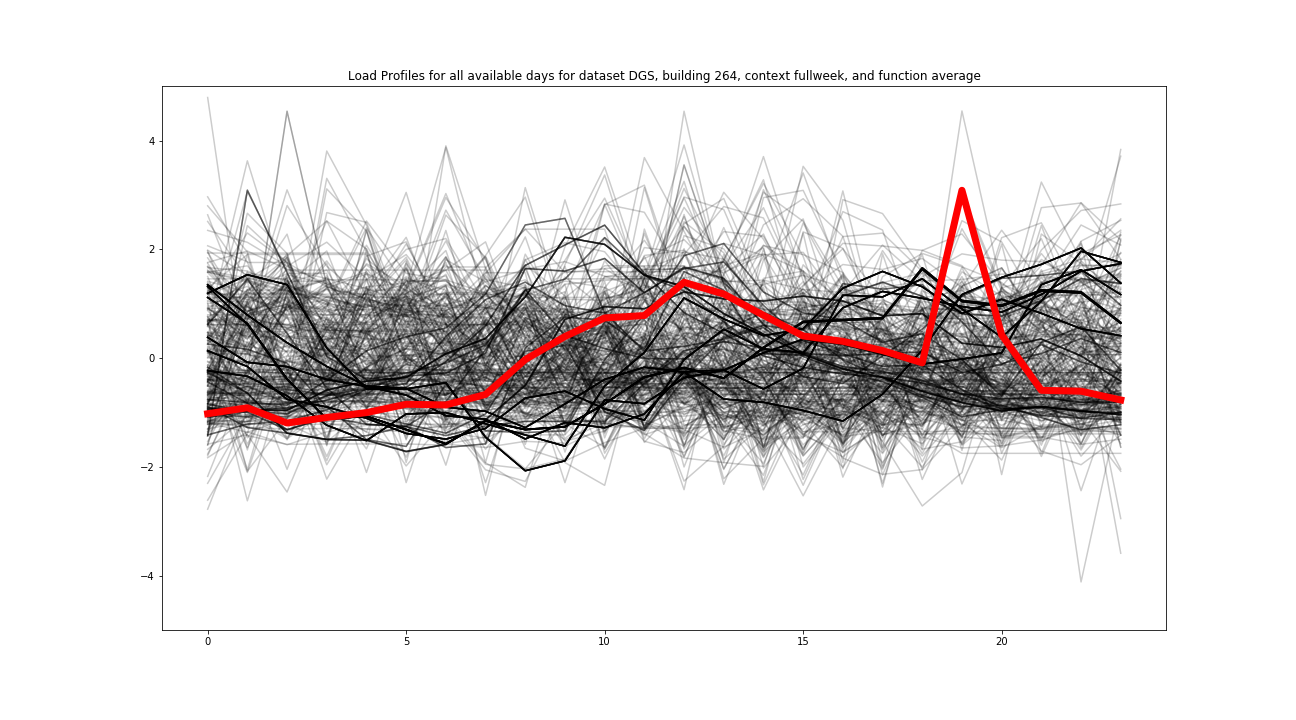 Load Profiles for all available days for dataset DGS, building 264, context fullweek, and function average
4
2
0
−2
−4
0 5 10 15 20